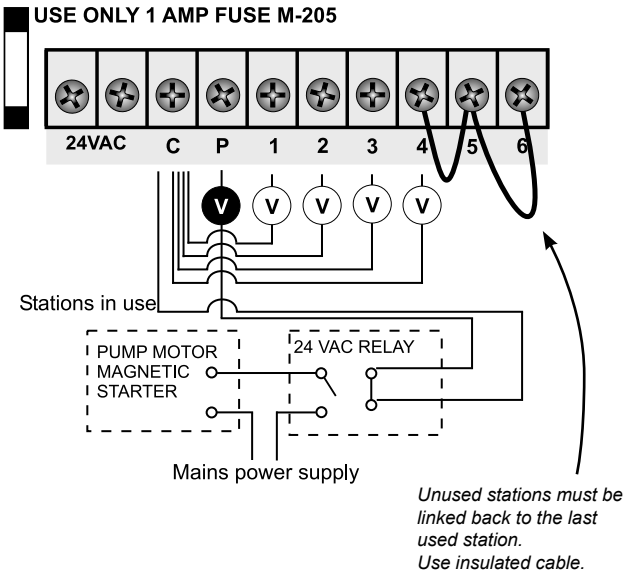 USE ONLY 1 AMP FUSE M-205
24VAC C P 1 2 3 4 5 6
V V V V V
Stations in use
PUMP MOTOR
MAGNETIC
STARTER
24 VAC RELAY
Mains power supply
Unused stations must be
linked back to the last
used station.
Use insulated cable.